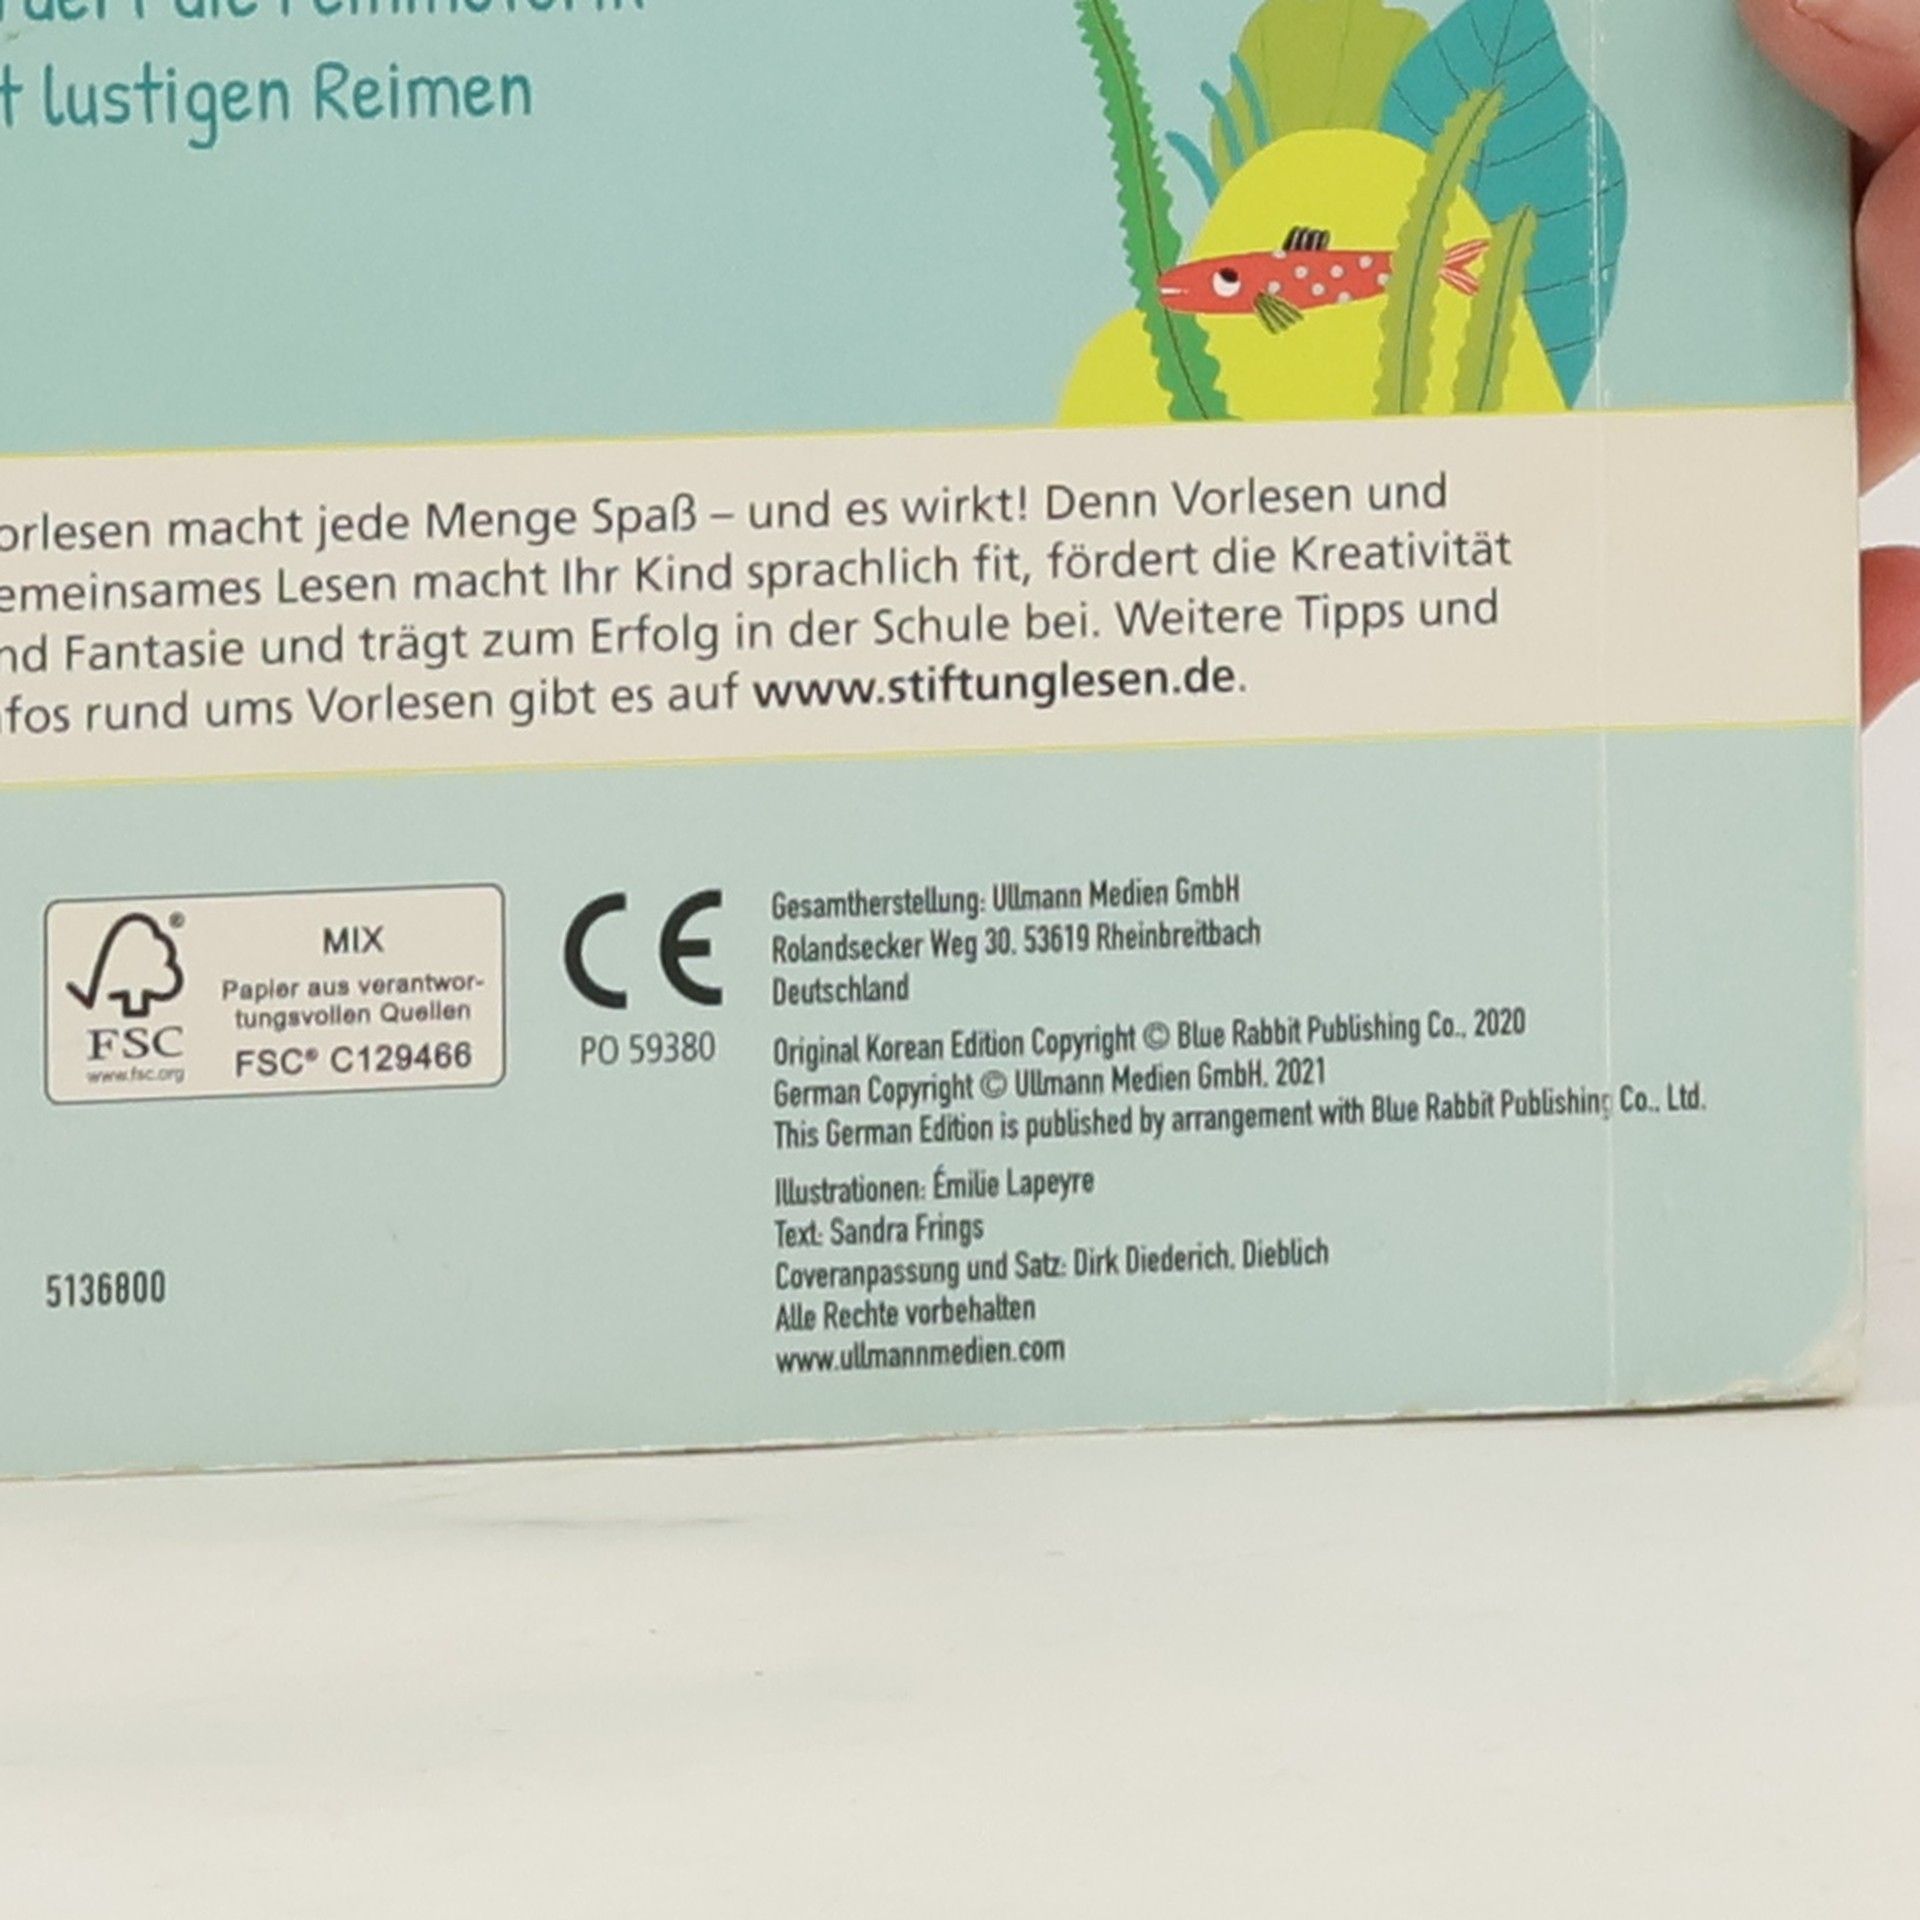 t lustigen Reimen
orlesen macht jede Menge Spaß – und es wirkt! Denn Vorlesen und
emeinsames Lesen macht Ihr Kind sprachlich fit, fördert die Kreativität
nd Fantasie und trägt zum Erfolg in der Schule bei. Weitere Tipps und
fos rund ums Vorlesen gibt es auf www.stiftunglesen.de.
MIX
Papier aus verantwor-
tungsvollen Quellen
FSC® C129466
FSC
www.fsc.org
CE
PO 59380
5136800
Gesamtherstellung: Ullmann Medien GmbH
Rolandsecker Weg 30, 53619 Rheinbreitbach
Deutschland
Original Korean Edition Copyright © Blue Rabbit Publishing Co., 2020
German Copyright © Ullmann Medien GmbH, 2021
This German Edition is published by arrangement with Blue Rabbit Publishing Co., Ltd.
Illustrationen: Émilie Lapeyre
Text: Sandra Frings
Coveranpassung und Satz: Dirk Diederich, Dieblich
Alle Rechte vorbehalten
www.ullmannmedien.com